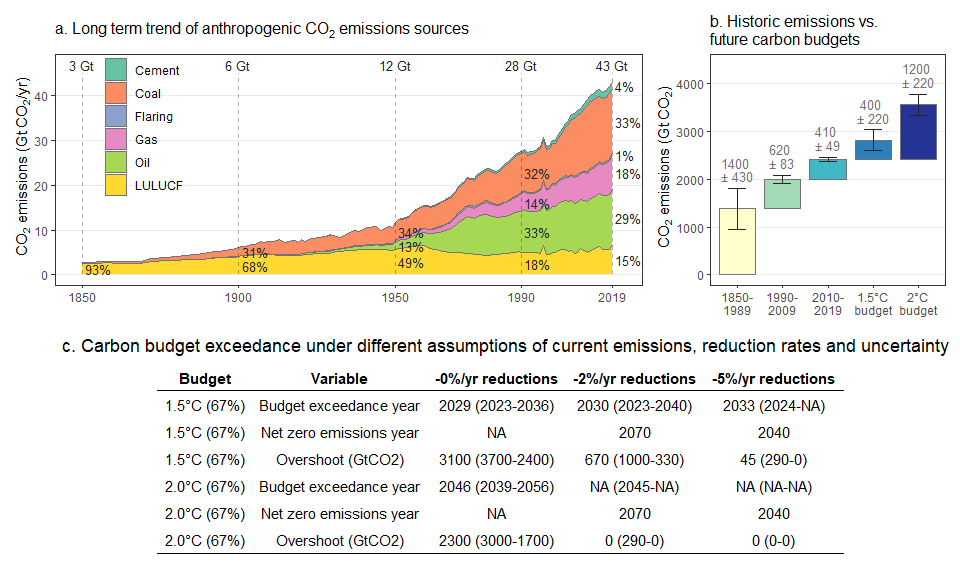 a. Long term trend of anthropogenic CO₂ emissions sources
CO₂ emissions (Gt CO₂/yr)
3 Gt 6 Gt 12 Gt 28 Gt 43 Gt
Cement
Coal
Flaring
Gas
Oil
LULUCF
40
30
20
10
0
93%
31%
68%
34%
13%
49%
32%
14%
33%
18%
4%
33%
1%
18%
29%
15%
1850 1900 1950 1990 2019
b. Historic emissions vs.
future carbon budgets
CO₂ emissions (Gt CO₂)
4000
3000
2000
1000
0
1400
± 430
620
± 83
410
± 49
400
± 220
1200
± 220
1850-
1989
1990-
2009
2010-
2019
1.5°C
budget
2°C
budget
c. Carbon budget exceedance under different assumptions of current emissions, reduction rates and uncertainty
Budget Variable -0%/yr reductions -2%/yr reductions -5%/yr reductions
1.5°C (67%) Budget exceedance year 2029 (2023-2036) 2030 (2023-2040) 2033 (2024-NA)
1.5°C (67%) Net zero emissions year NA 2070 2040
1.5°C (67%) Overshoot (GtCO2) 3100 (3700-2400) 670 (1000-330) 45 (290-0)
2.0°C (67%) Budget exceedance year 2046 (2039-2056) NA (2045-NA) NA (NA-NA)
2.0°C (67%) Net zero emissions year NA 2070 2040
2.0°C (67%) Overshoot (GtCO2) 2300 (3000-1700) 0 (290-0) 0 (0-0)